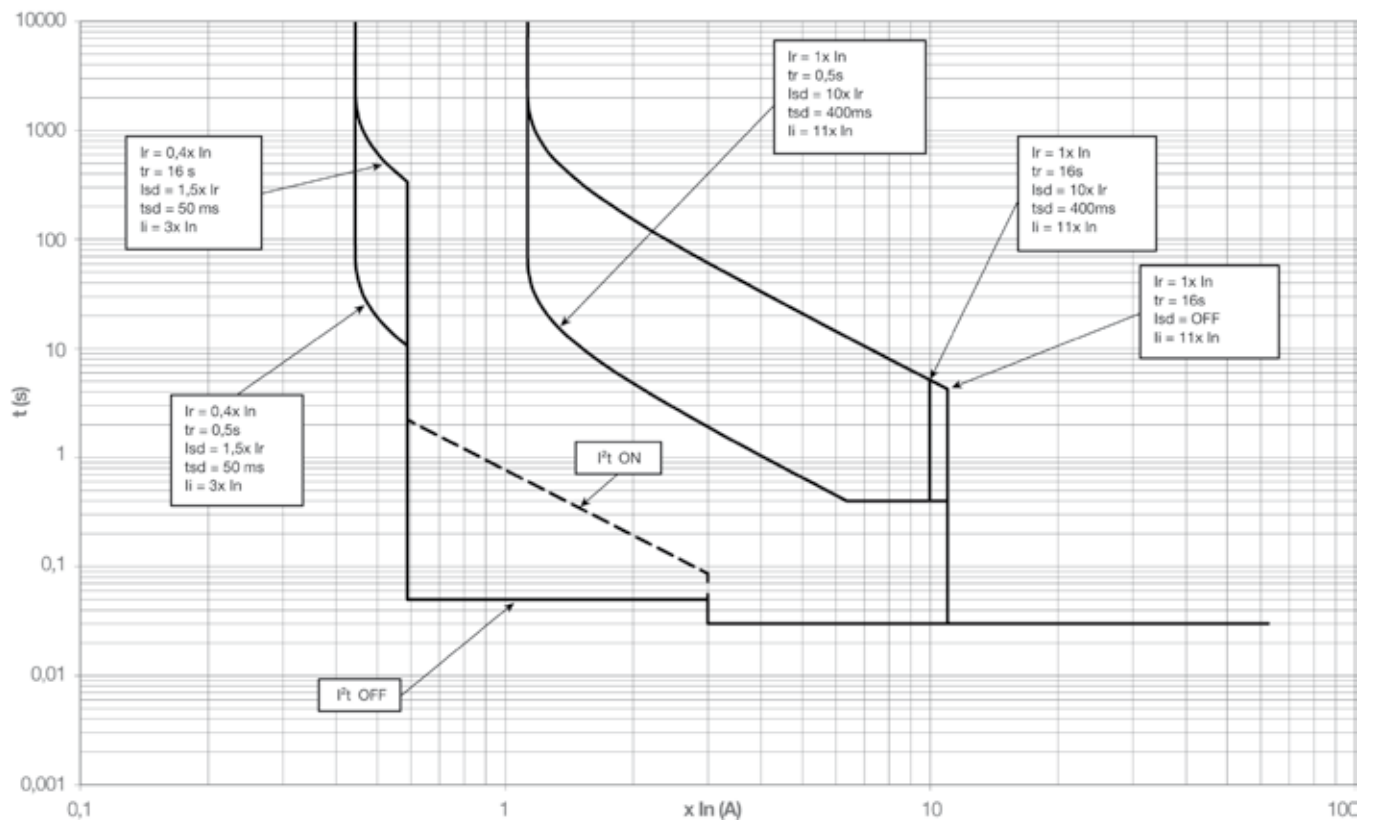 10000
1000
100
10
1
0,1
0,01
0,001
t (s)
Ir = 1x In
tr = 0,5s
Isd = 10x Ir
tsd = 400ms
Ii = 11x In
Ir = 0,4x In
tr = 16 s
Isd = 1,5x Ir
tsd = 50 ms
Ii = 3x In
Ir = 1x In
tr = 16s
Isd = 10x Ir
tsd = 400ms
Ii = 11x In
Ir = 1x In
tr = 16s
Isd = OFF
Ii = 11x In
Ir = 0,4x In
tr = 0,5s
Isd = 1,5x Ir
tsd = 50 ms
Ii = 3x In
I²t ON
I²t OFF
0,1
1
x In (A)
10
100